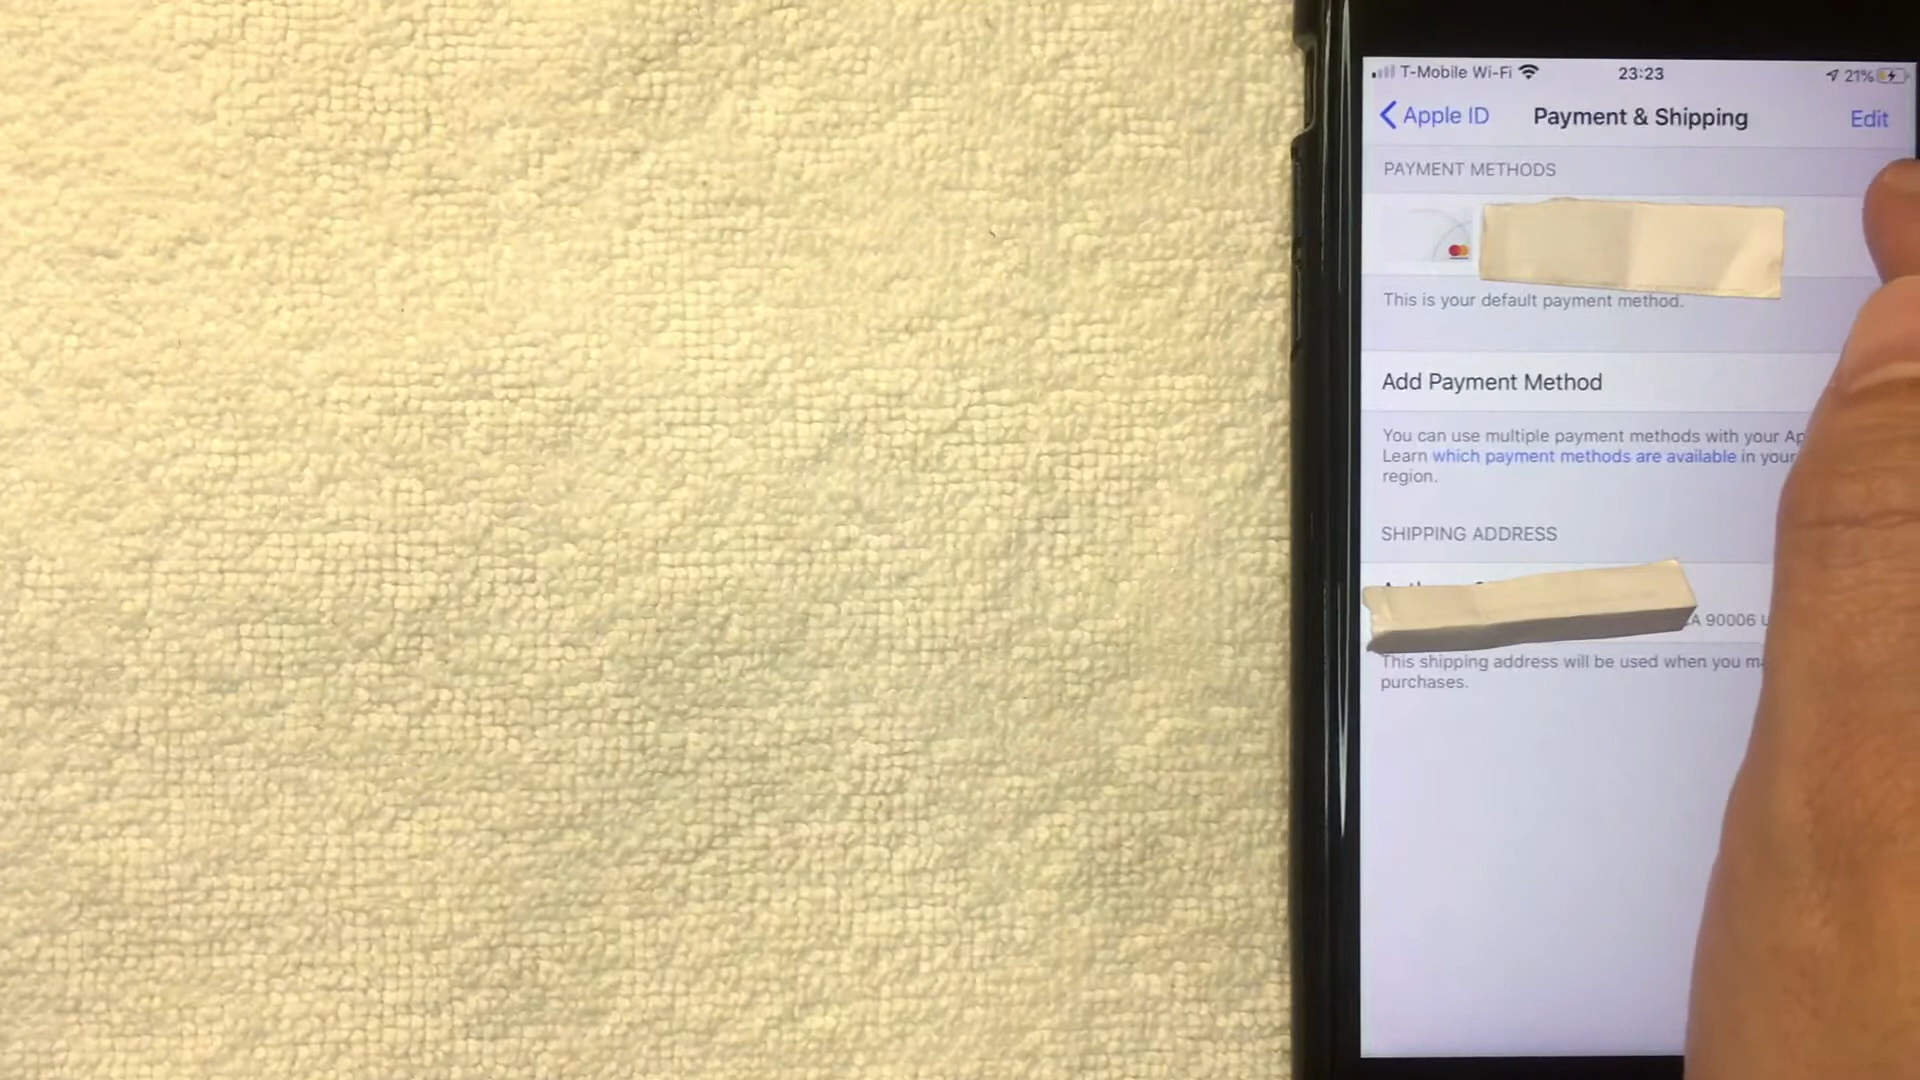 T-Mobile Wi-Fi 23:23 21%
Apple ID Payment & Shipping Edit
PAYMENT METHODS
This is your default payment method.
Add Payment Method
You can use multiple payment methods with your Ap
Learn which payment methods are available in your
region.
SHIPPING ADDRESS
90006 U
This shipping address will be used when you ma
purchases.